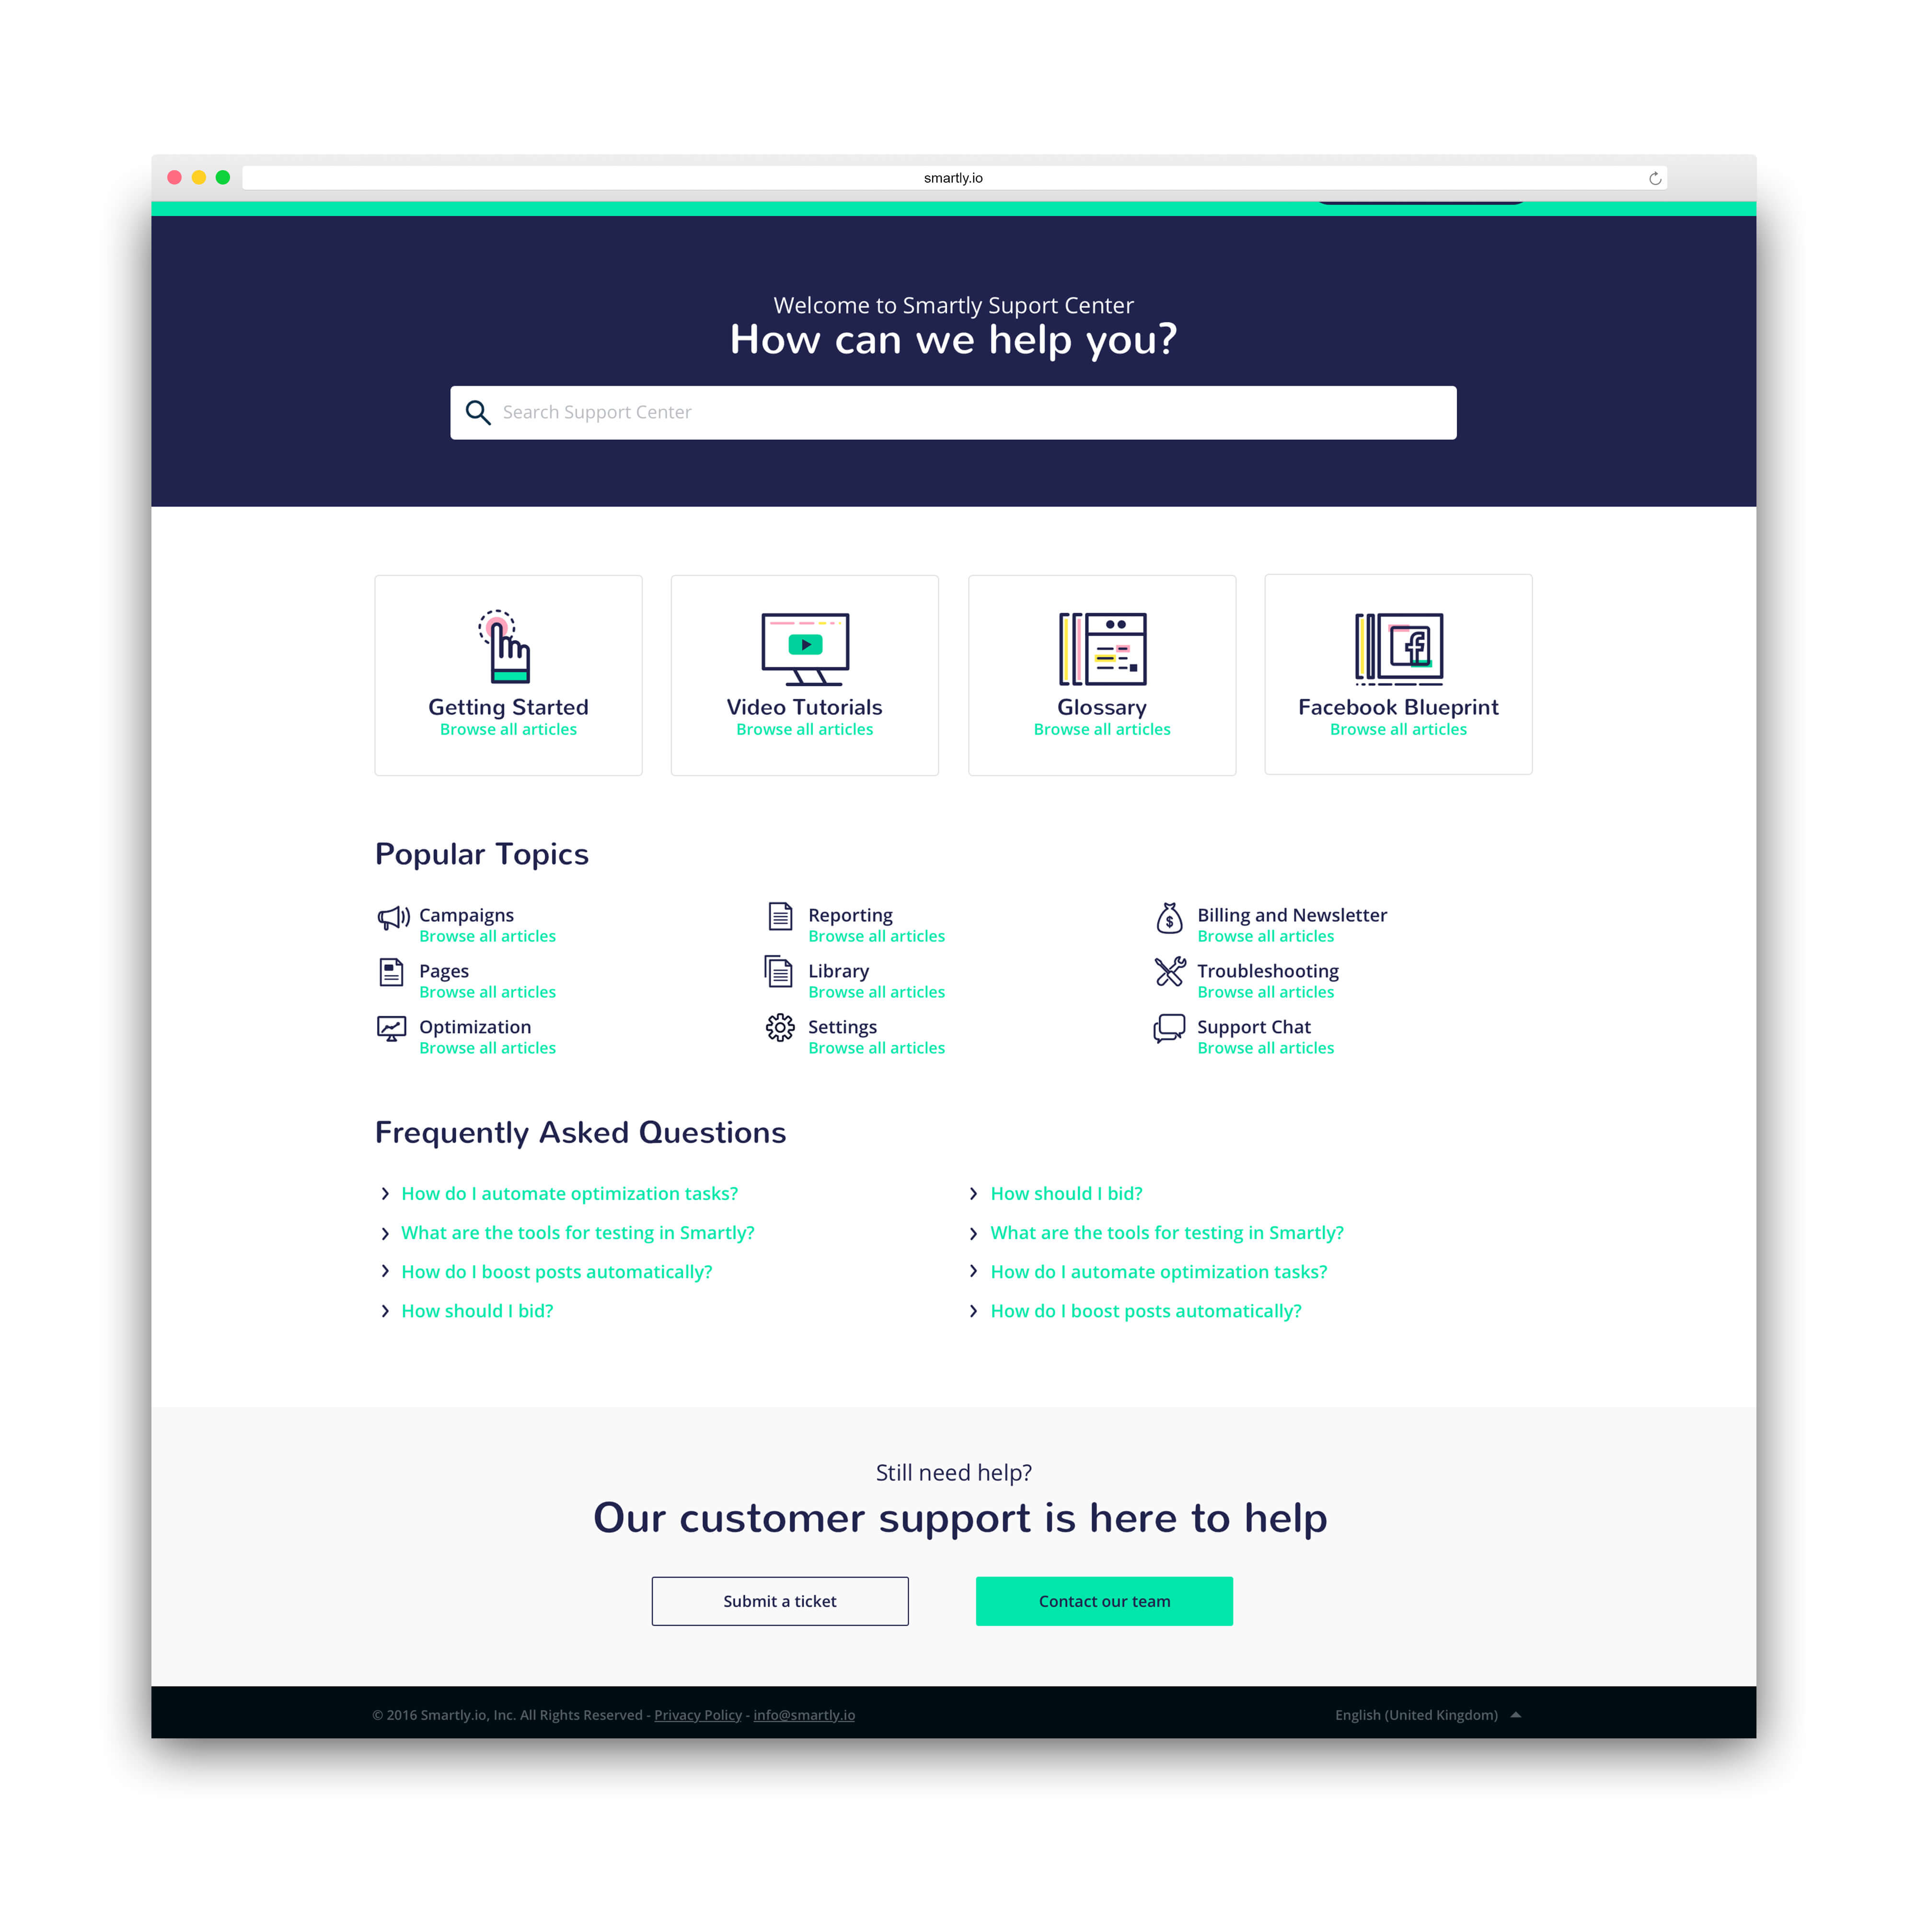 smartly.io
Welcome to Smartly Suport Center
How can we help you?
Search Support Center
Getting Started
Browse all articles
Video Tutorials
Browse all articles
Glossary
Browse all articles
Facebook Blueprint
Browse all articles
Popular Topics
Campaigns
Browse all articles
Reporting
Browse all articles
Billing and Newsletter
Browse all articles
Pages
Browse all articles
Library
Browse all articles
Troubleshooting
Browse all articles
Optimization
Browse all articles
Settings
Browse all articles
Support Chat
Browse all articles
Frequently Asked Questions
How do I automate optimization tasks?
What are the tools for testing in Smartly?
How do I boost posts automatically?
How should I bid?
How should I bid?
What are the tools for testing in Smartly?
How do I automate optimization tasks?
How do I boost posts automatically?
Still need help?
Our customer support is here to help
Submit a ticket
Contact our team
© 2016 Smartly.io, Inc. All Rights Reserved - Privacy Policy - info@smartly.io
English (United Kingdom)